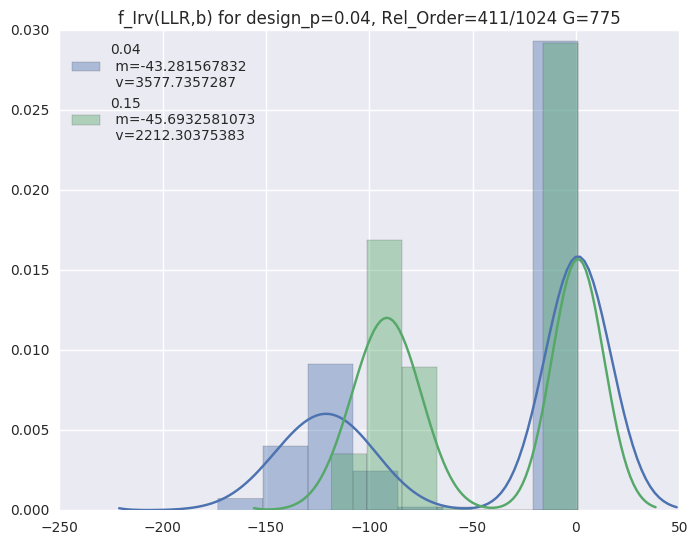 f_Irv(LLR,b) for design_p=0.04, Rel_Order=411/1024 G=775
0.030
0.025
0.020
0.015
0.010
0.005
0.000
0.04
m=-43.281567832
v=3577.7357287
0.15
m=-45.6932581073
v=2212.30375383
−250 −200 −150 −100 −50 0 50